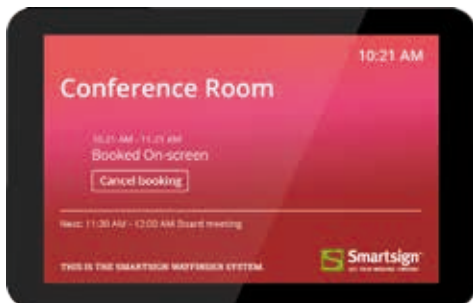 10:21 AM
Conference Room
10:21 AM - 11:21 AM
Booked On-screen
Cancel booking
Next: 11:30 AM - 12:00 AM Board meeting
THIS IS THE SMARTSIGN WAYFINDER SYSTEM.
Smartsign